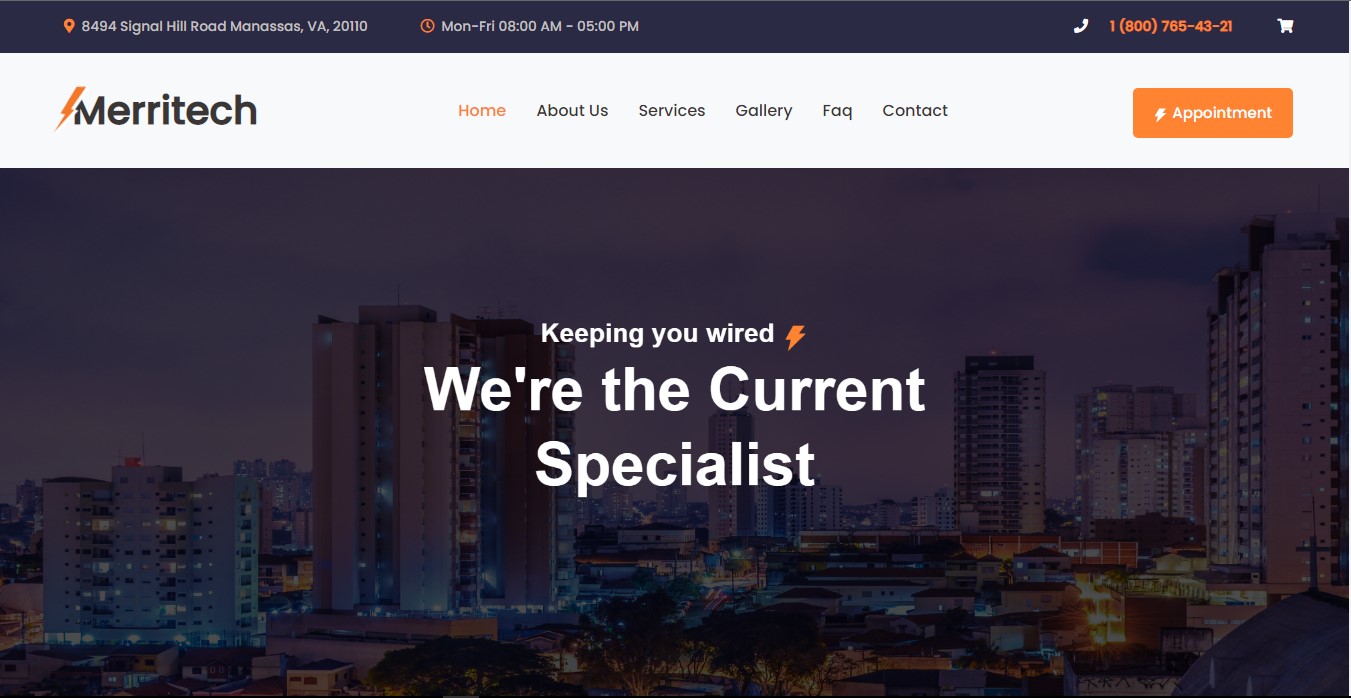 8494 Signal Hill Road Manassas, VA, 20110
Mon-Fri 08:00 AM - 05:00 PM
1 (800) 765-43-21
Merritech
Home
About Us
Services
Gallery
Faq
Contact
Appointment
Keeping you wired
We're the Current
Specialist